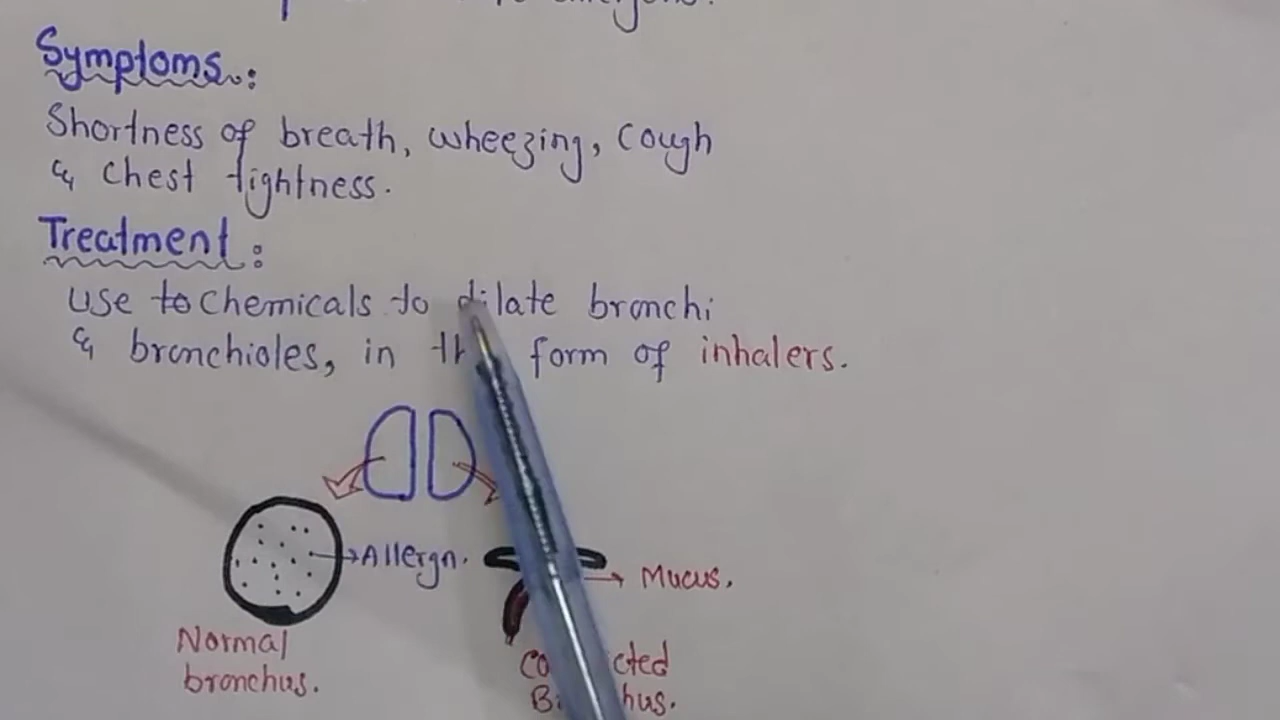 Symptoms :
Shortness of breath, wheezing, cough
& chest tightness.
Treatment :
use to chemicals to dilate bronchi
& bronchioles, in form of inhalers.
Allergn.
Mucus.
Normal
bronchus.